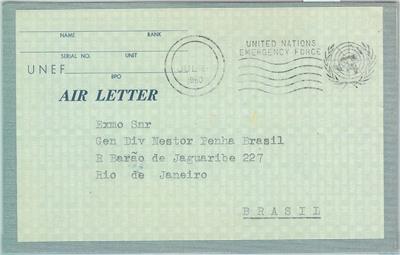 NAME RANK
SERIAL NO. UNIT
UNEF
BPO
AIR LETTER
1960
UNITED NATIONS
EMERGENCY FORCE
Exmo Snr
Gen Div Nestor Penha Brasil
R Barão de Jaguaribe 227
Rio de Janeiro
BRASIL